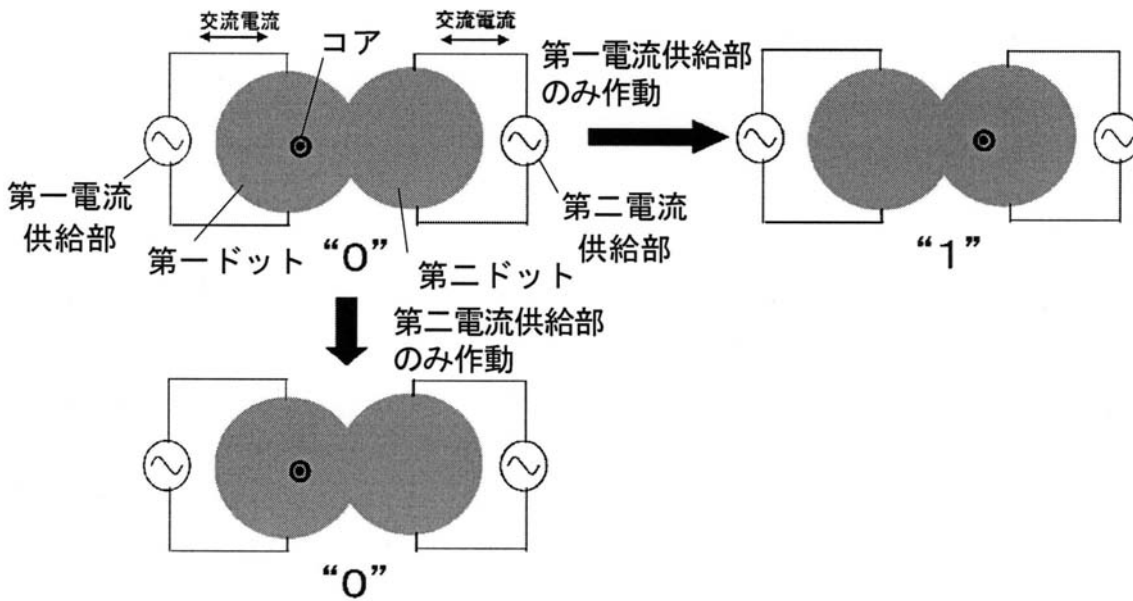 交流電流
コア
交流電流
第一電流供給部
のみ作動
第一電流
供給部
第一ドット
“0”
第二ドット
第二電流
供給部
“1”
第二電流供給部
のみ作動
“0”